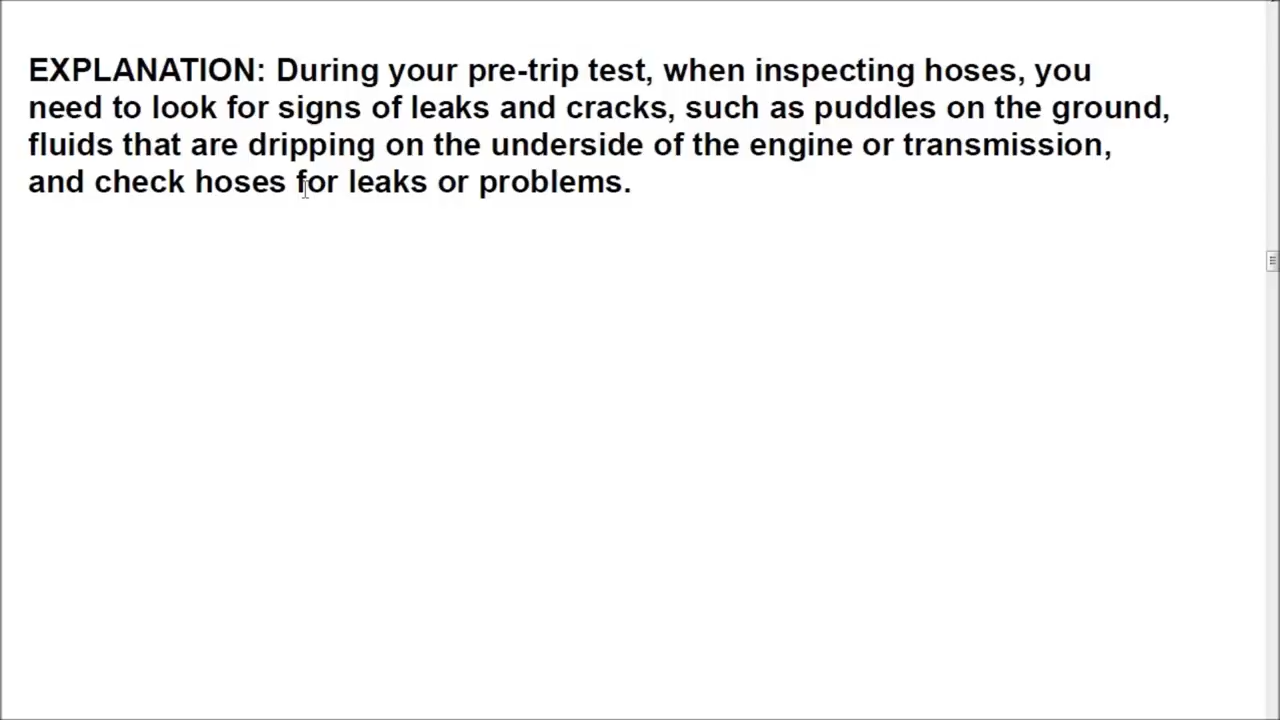 EXPLANATION: During your pre-trip test, when inspecting hoses, you
need to look for signs of leaks and cracks, such as puddles on the ground,
fluids that are dripping on the underside of the engine or transmission,
and check hoses for leaks or problems.